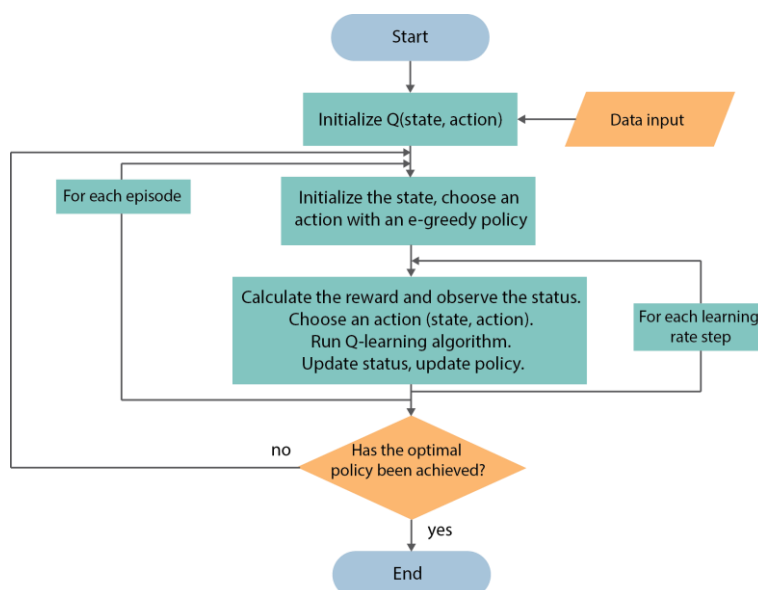 Start
Initialize Q(state, action)
Data input
For each episode
Initialize the state, choose an
action with an e-greedy policy
Calculate the reward and observe the status.
Choose an action (state, action).
Run Q-learning algorithm.
Update status, update policy.
For each learning
rate step
no
Has the optimal
policy been achieved?
yes
End